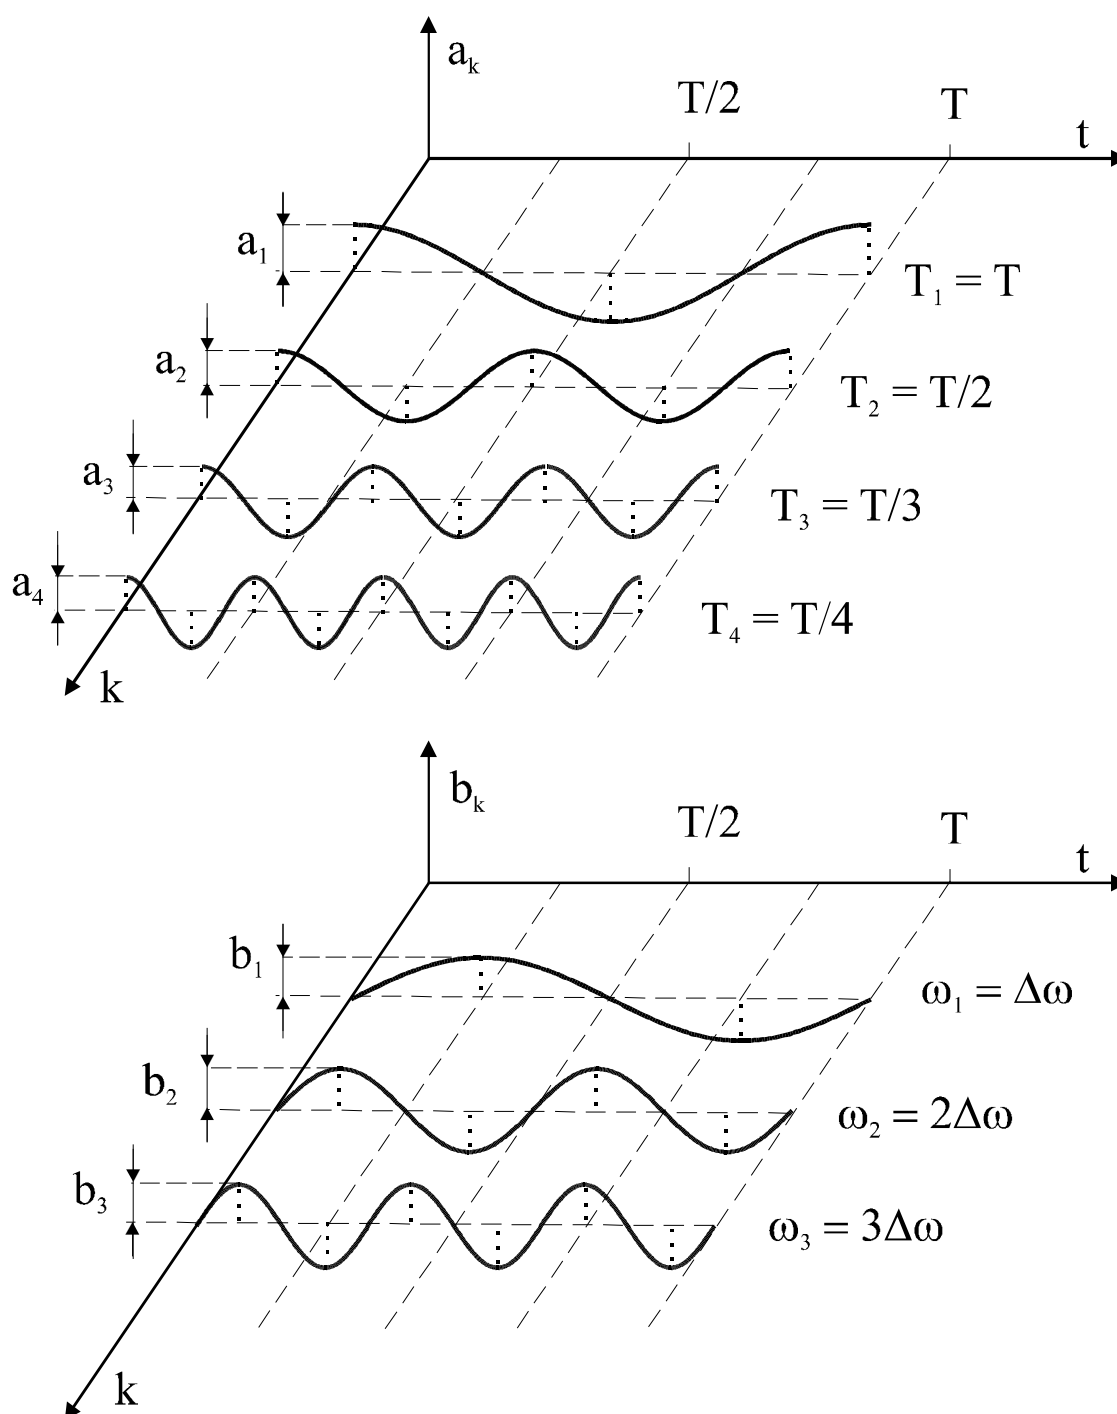 a_k
T/2
T
t
a_1
T_1 = T
a_2
T_2 = T/2
a_3
T_3 = T/3
a_4
T_4 = T/4
k
b_k
T/2
T
t
b_1
ω_1 = Δω
b_2
ω_2 = 2Δω
b_3
ω_3 = 3Δω
k